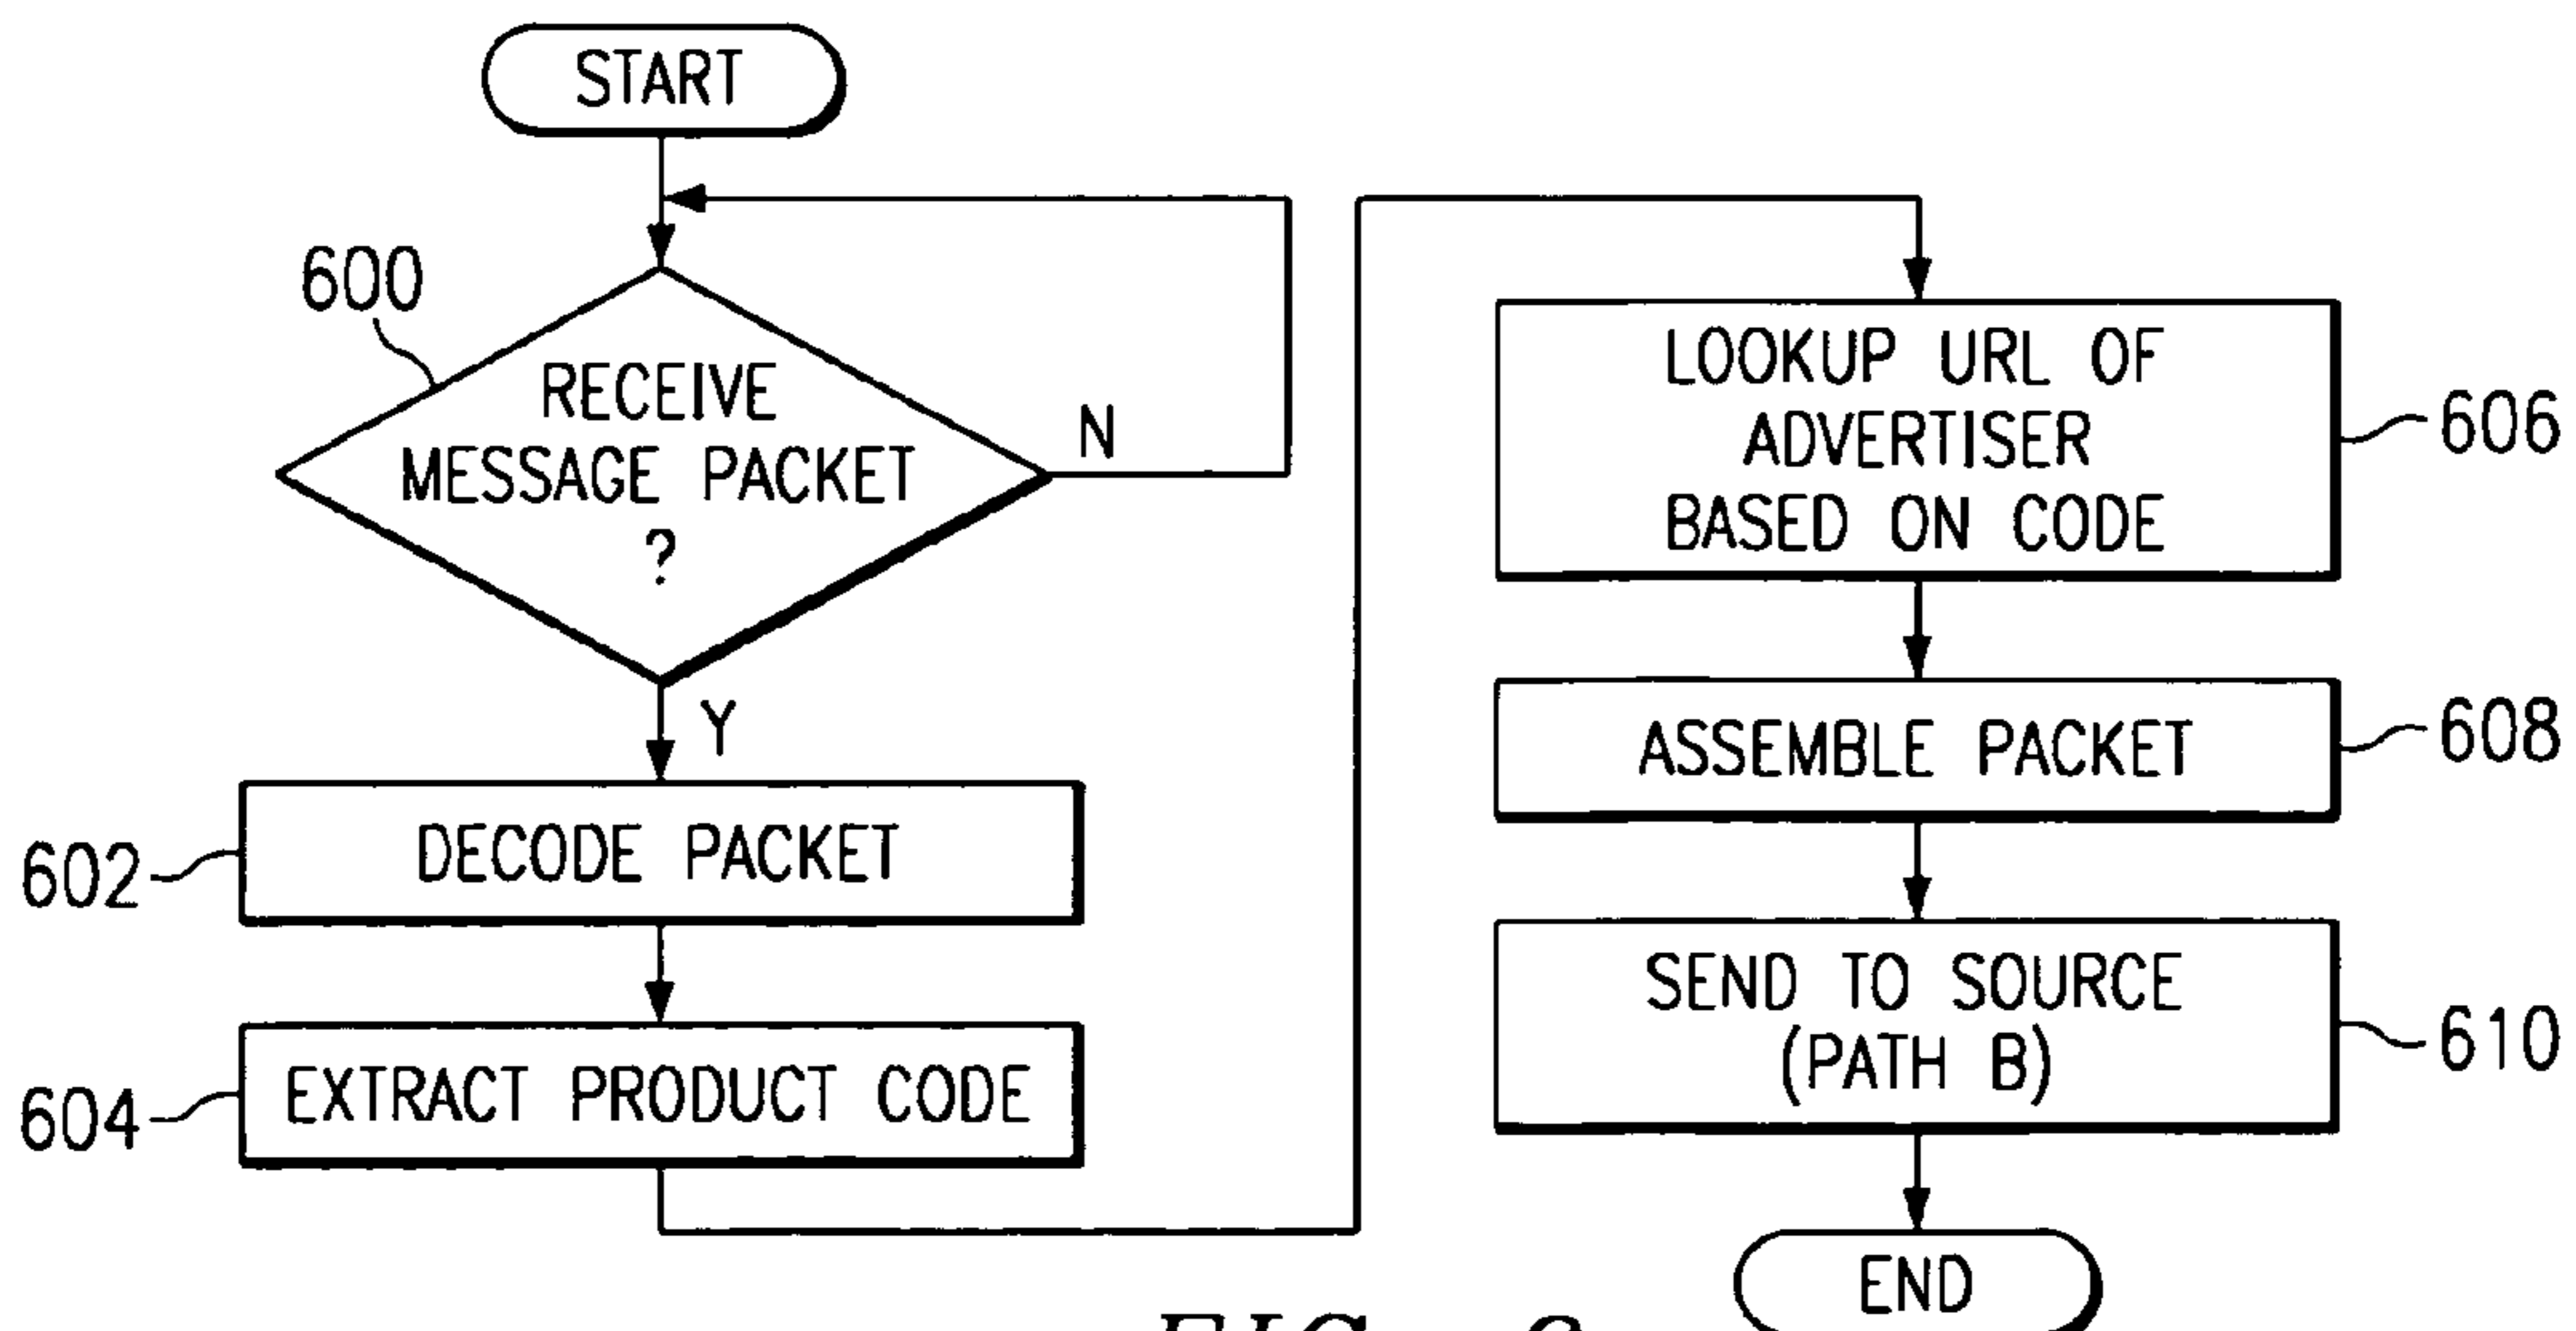 START
600
RECEIVE
MESSAGE PACKET
?
N
Y
602
DECODE PACKET
604
EXTRACT PRODUCT CODE
LOOKUP URL OF
ADVERTISER
BASED ON CODE
606
ASSEMBLE PACKET
608
SEND TO SOURCE
(PATH B)
610
END
FIG.